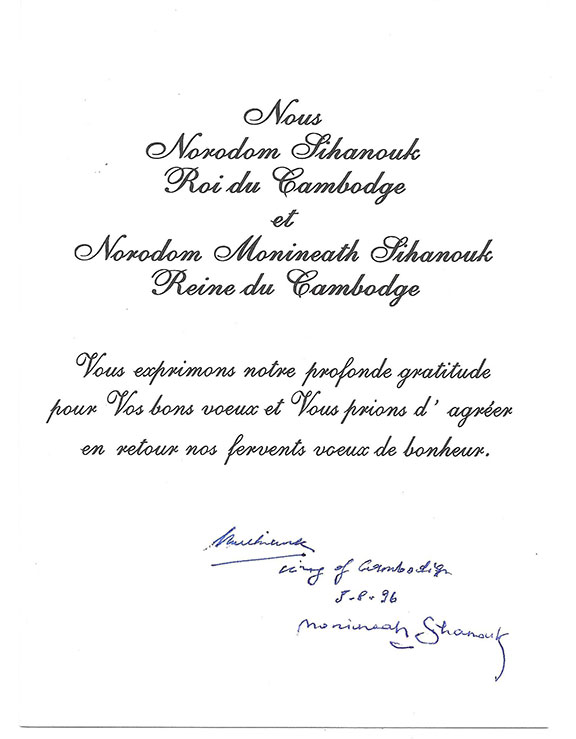 Nous
Norodom Sihanouk
Roi du Cambodge
et
Norodom Monineath Sihanouk
Reine du Cambodge
Vous exprimons notre profonde gratitude
pour Vos bons voeux et Vous prions d' agréer
en retour nos fervents voeux de bonheur.
King of Cambodia
8-96
Monineath Sihanouk